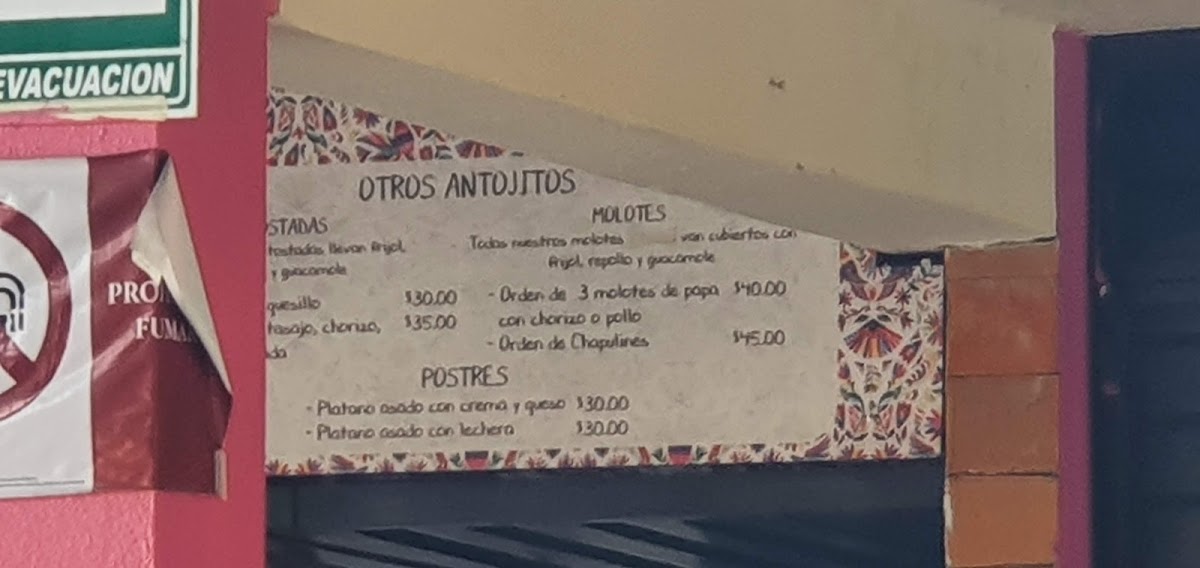 EVACUACION
PRO
FUMA
OTROS ANTOJITOS
STADAS
tostadas llevan frijol,
y guacamole
quesillo $30.00
tasajo, chorizo, $35.00
da
MOLOTES
Todos nuestros molotes van cubiertos con
frijol, repollo y guacamole
- Orden de 3 molotes de papa $40.00
con chorizo o pollo
- Orden de Chapulines $45.00
POSTRES
- Platano asado con crema y queso $30.00
- Platano asado con lechera $30.00